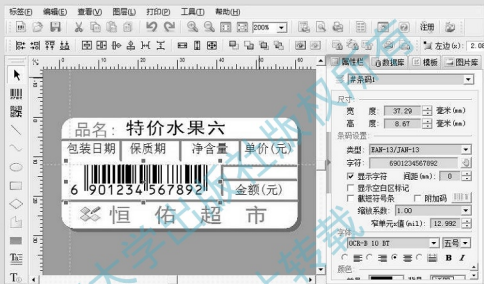 标签(F) 编辑(E) 查看(V) 图层(L) 打印(P) 工具(I) 帮助(H)
200% 注册
左边(x): 2.08
属性栏 数据库 模板 图片库
#条码1
尺寸
宽 度: 37.29 毫米(mm)
高 度: 8.67 毫米(mm)
条码设置:
类型: EAN-13/JAN-13
字符: 6901234567892
显示字符 间距(mm): 0
显示空白区标记
截短符号条 附加码
缩放系数: 1.00
窄单元x值(mil): 12.992
字体
OCR-B 10 BT 五号
B I
颜色:
品名: 特价水果六
包装日期 保质期 净含量 单价(元)
6 901234 567892 金额(元)
恒佑超市